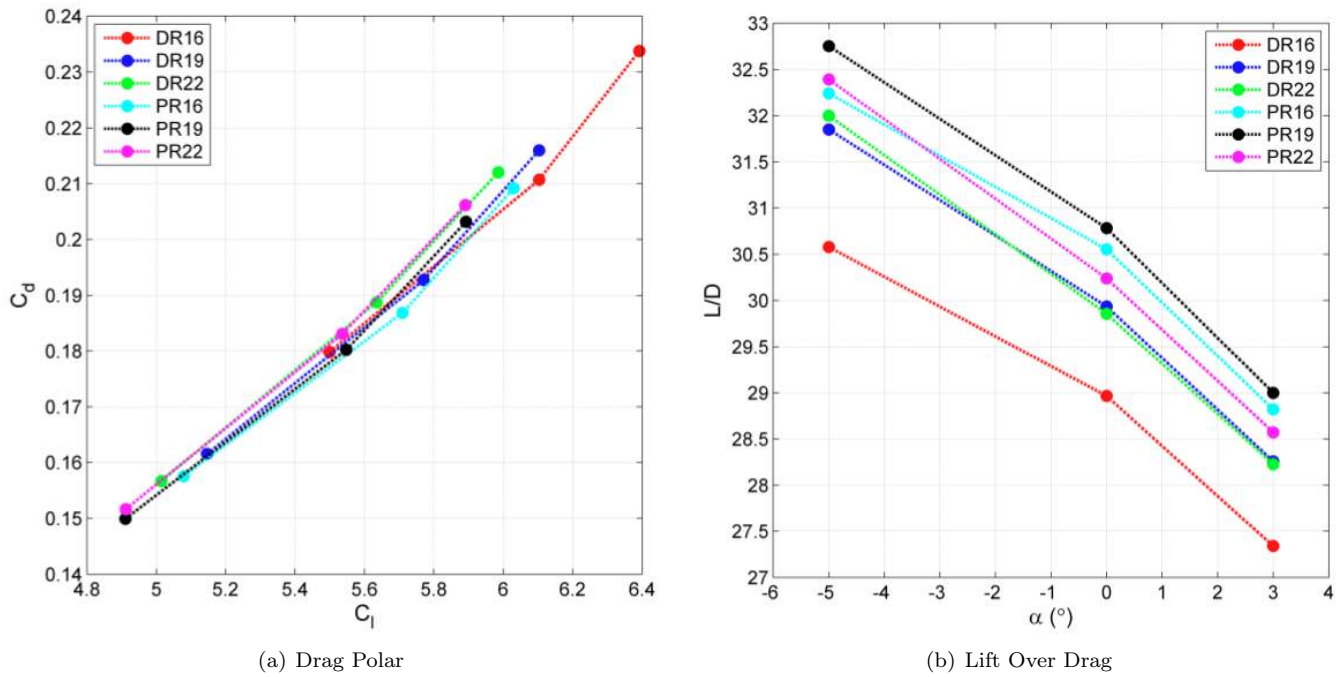 0.24
0.23
0.22
0.21
0.2
0.19
0.18
0.17
0.16
0.15
0.14
C_d
DR16
DR19
DR22
PR16
PR19
PR22
4.8 5 5.2 5.4 5.6 5.8 6 6.2 6.4
C_l
(a) Drag Polar
33
32.5
32
31.5
31
30.5
30
29.5
29
28.5
28
27.5
27
L/D
DR16
DR19
DR22
PR16
PR19
PR22
-6 -5 -4 -3 -2 -1 0 1 2 3 4
α (°)
(b) Lift Over Drag